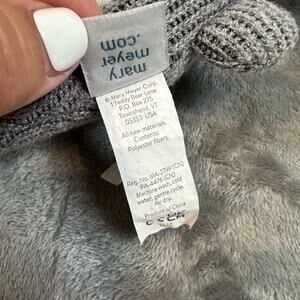 mary
meyer
.com
© Mary Meyer Corp.
1 Teddy Bear Lane
P.O. Box 275
Townshend, VT
05353 USA
All new materials.
Contents:
Polyester fibers.
Reg. No. MA-2799 (CN)
PA-4476 (CN)
Machine wash, cold
water, gentle cycle.
Air dry.
Product of China